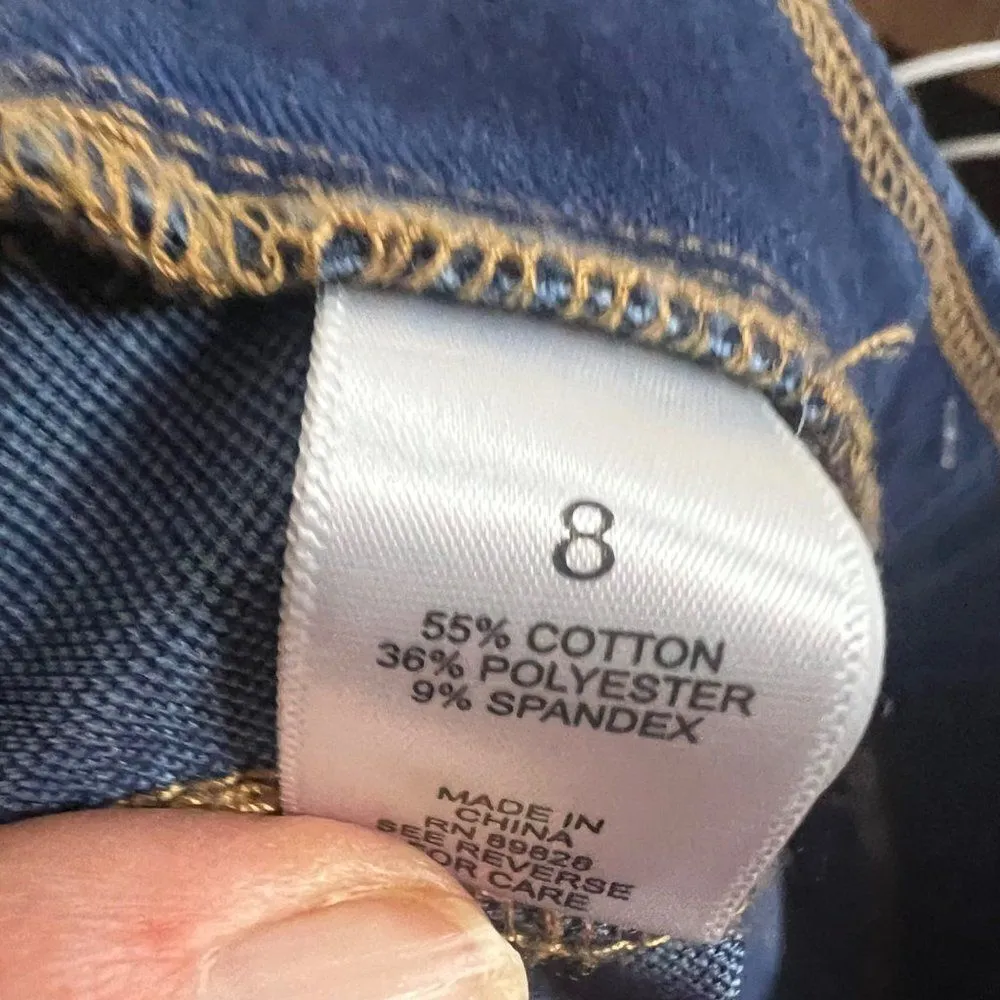 8
55% COTTON
36% POLYESTER
9% SPANDEX
MADE IN
CHINA
RN 89828
SEE REVERSE
FOR CARE